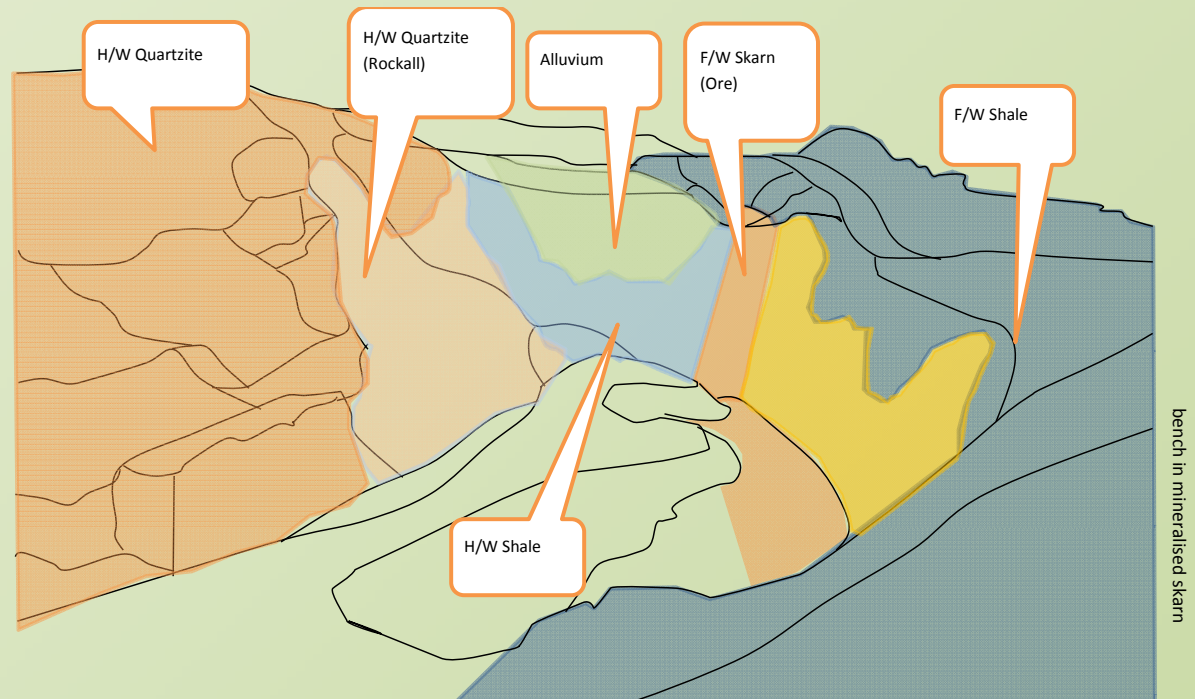 H/W Quartzite
H/W Quartzite
(Rockall)
Alluvium
F/W Skarn
(Ore)
F/W Shale
H/W Shale
bench in mineralised skarn